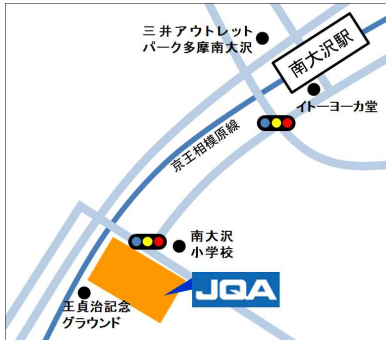 三井アウトレット
パーク多摩南大沢
南大沢駅
イトーヨーカ堂
京王相模原線
南大沢
小学校
JQA
王貞治記念
グラウンド